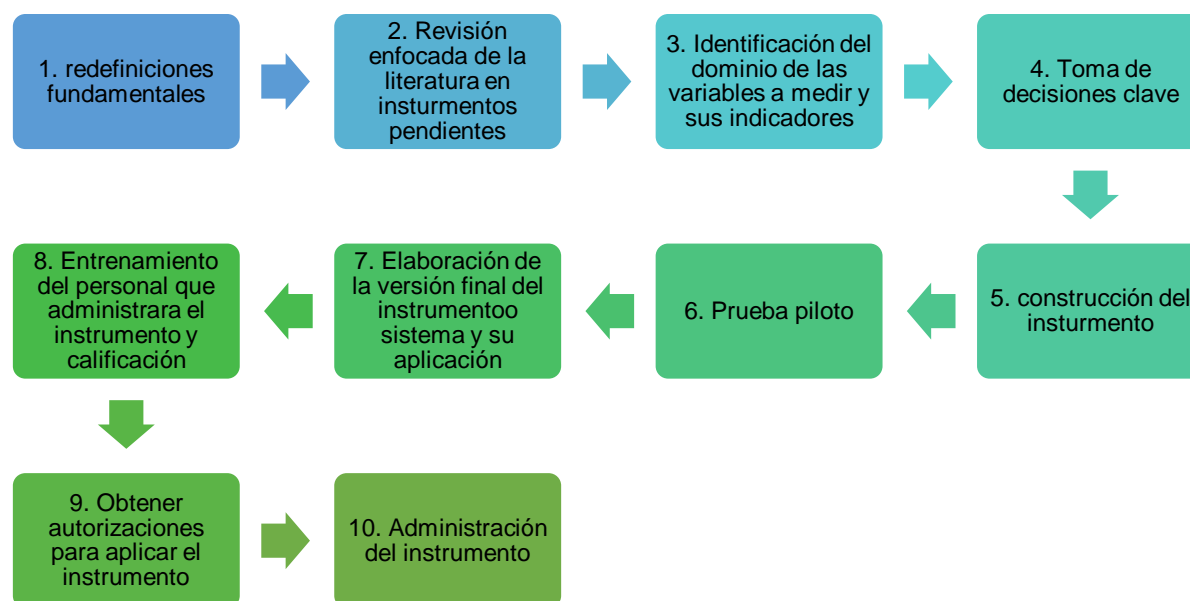 1. redefiniciones
fundamentales
2. Revisión
enfocada de la
literatura en
insturmentos
pendientes
3. Identificación del
dominio de las
variables a medir y
sus indicadores
4. Toma de
decisiones clave
5. construcción del
insturmento
6. Prueba piloto
7. Elaboración de
la versión final del
instrumentoo
sistema y su
aplicación
8. Entrenamiento
del personal que
administrara el
instrumento y
calificación
9. Obtener
autorizaciones
para aplicar el
instrumento
10. Administración
del instrumento